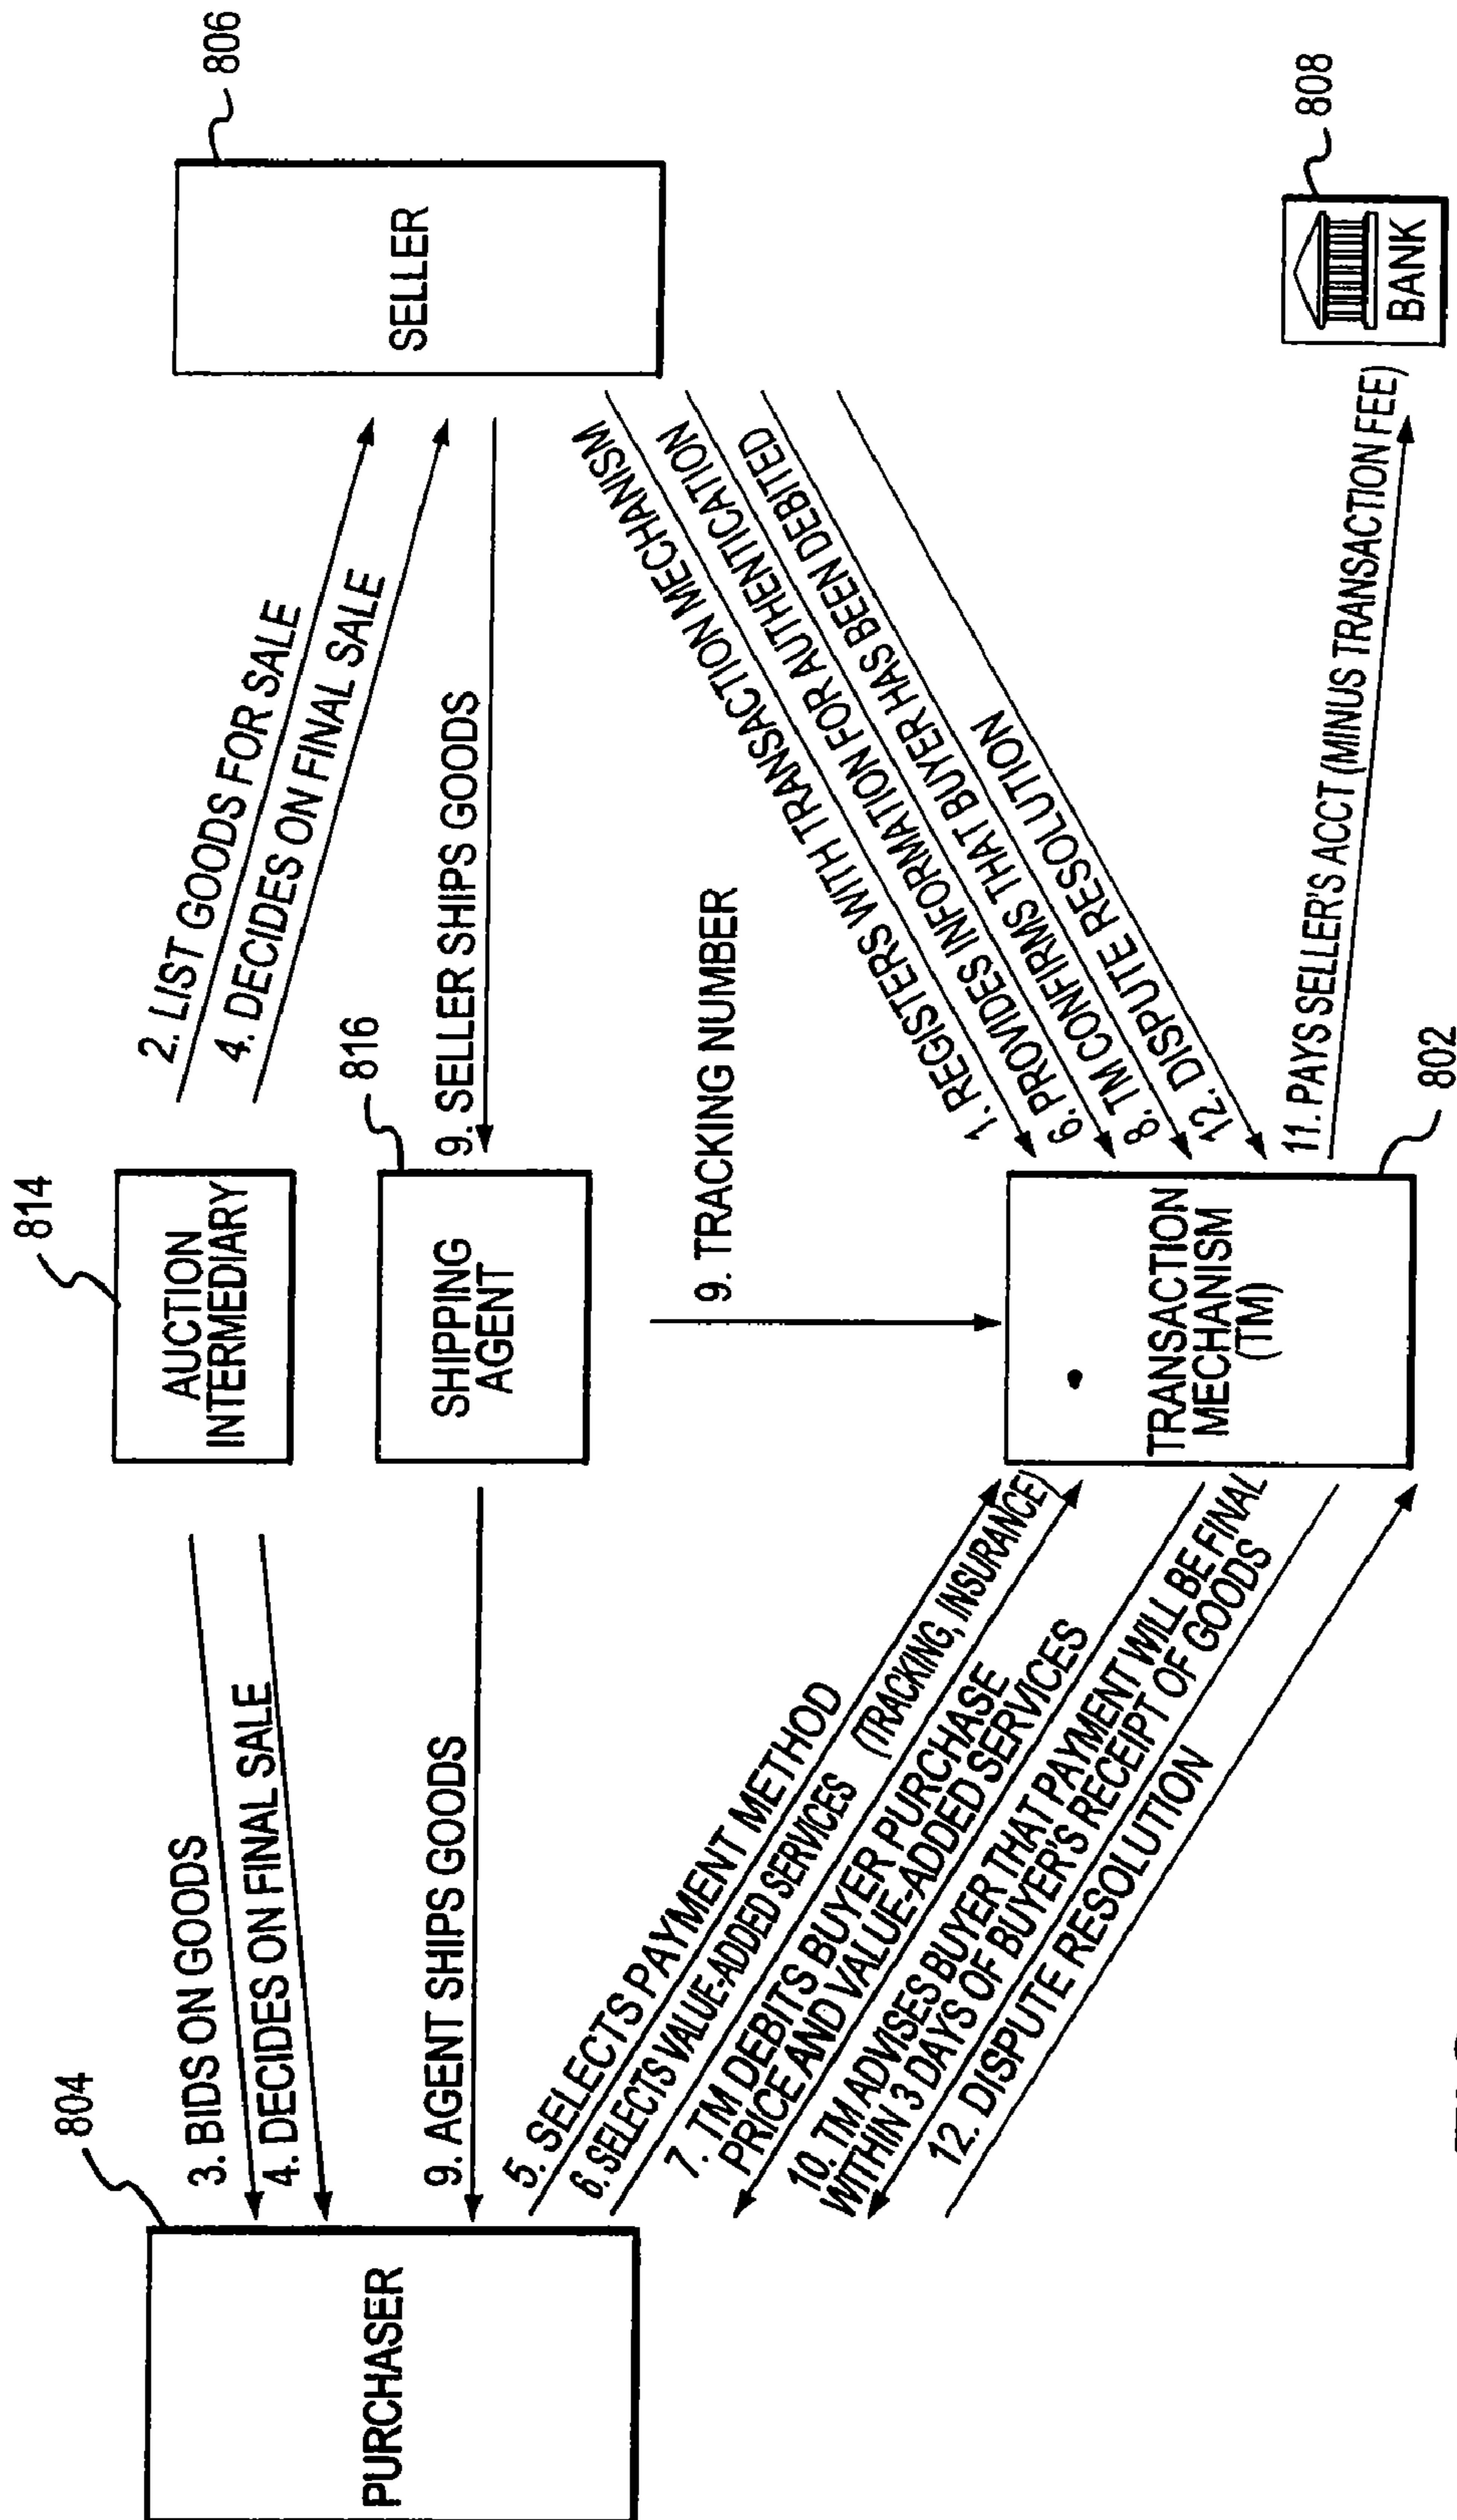 804
PURCHASER
3. BIDS ON GOODS
4. DECIDES ON FINAL SALE
9. AGENT SHIPS GOODS
5. SELECTS PAYMENT METHOD
6. SELECTS VALUE-ADDED SERVICES (TRACKING, INSURANCE)
7. TM DEBITS BUYER PURCHASE
PRICE AND VALUE-ADDED SERVICES
10. TM ADVISES BUYER THAT PAYMENT WILL BE FINAL
WITHIN 3 DAYS OF BUYER'S RECEIPT OF GOODS
12. DISPUTE RESOLUTION
814
AUCTION
INTERMEDIARY
816
SHIPPING
AGENT
9. TRACKING NUMBER
TRANSACTION
MECHANISM
(TM)
802
2. LIST GOODS FOR SALE
4. DECIDES ON FINAL SALE
9. SELLER SHIPS GOODS
1. REGISTERS WITH TRANSACTION MECHANISM
6. PROVIDES INFORMATION FOR AUTHENTICATION
8. TM CONFIRMS THAT BUYER HAS BEEN DEBITED
12. DISPUTE RESOLUTION
11. PAYS SELLER'S ACCT (MINUS TRANSACTION FEE)
806
SELLER
808
BANK